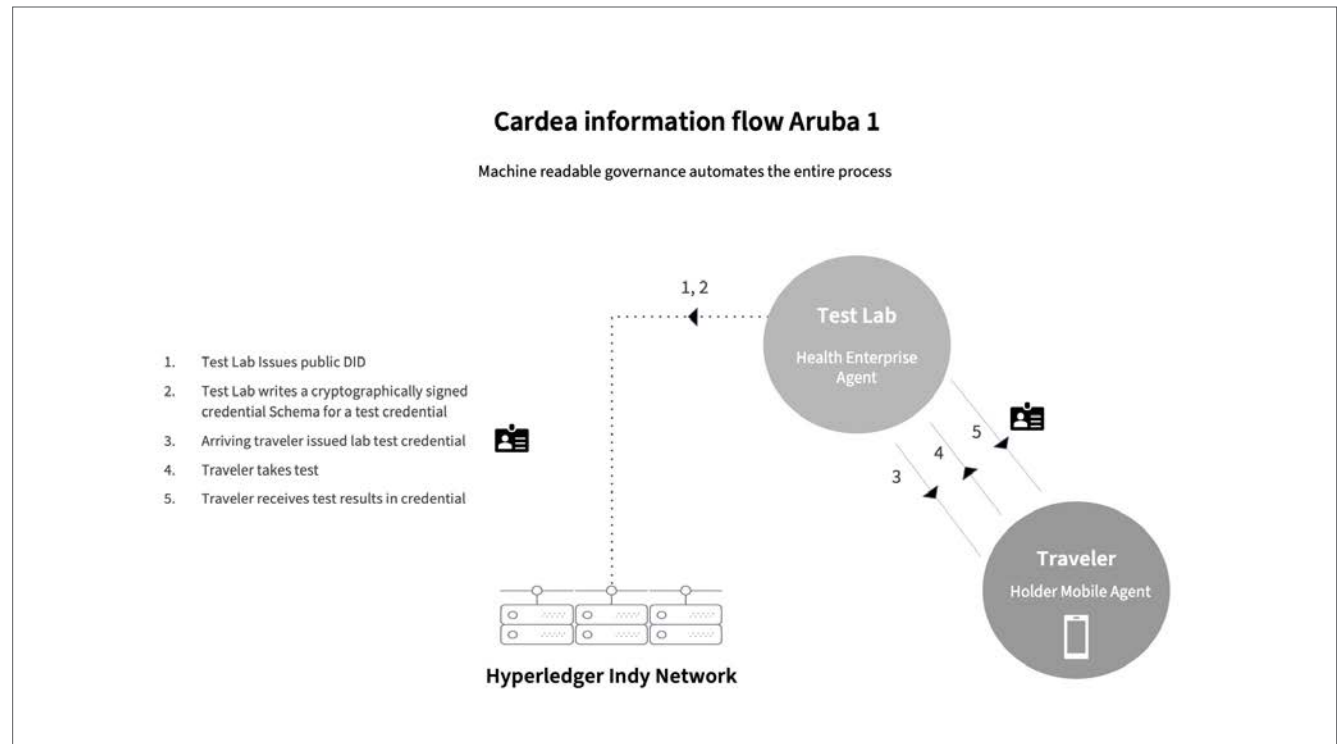 Cardea information flow Aruba 1
Machine readable governance automates the entire process
1, 2
Test Lab
Health Enterprise
Agent
1. Test Lab Issues public DID
2. Test Lab writes a cryptographically signed
credential Schema for a test credential
3. Arriving traveler issued lab test credential
4. Traveler takes test
5. Traveler receives test results in credential
5
4
3
Traveler
Holder Mobile Agent
Hyperledger Indy Network